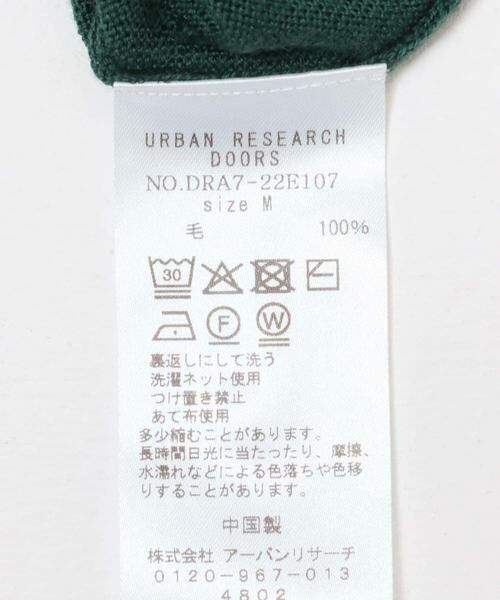 URBAN RESEARCH
DOORS
NO.DRA7-22E107
size M
毛 100%
30
F W
裏返しにして洗う
洗濯ネット使用
つけ置き禁止
あて布使用
多少縮むことがあります。
長時間日光に当たったり、摩擦、
水濡れなどによる色落ちや色移
りすることがあります。
中国製
株式会社 アーバンリサーチ
0120-967-013
4802